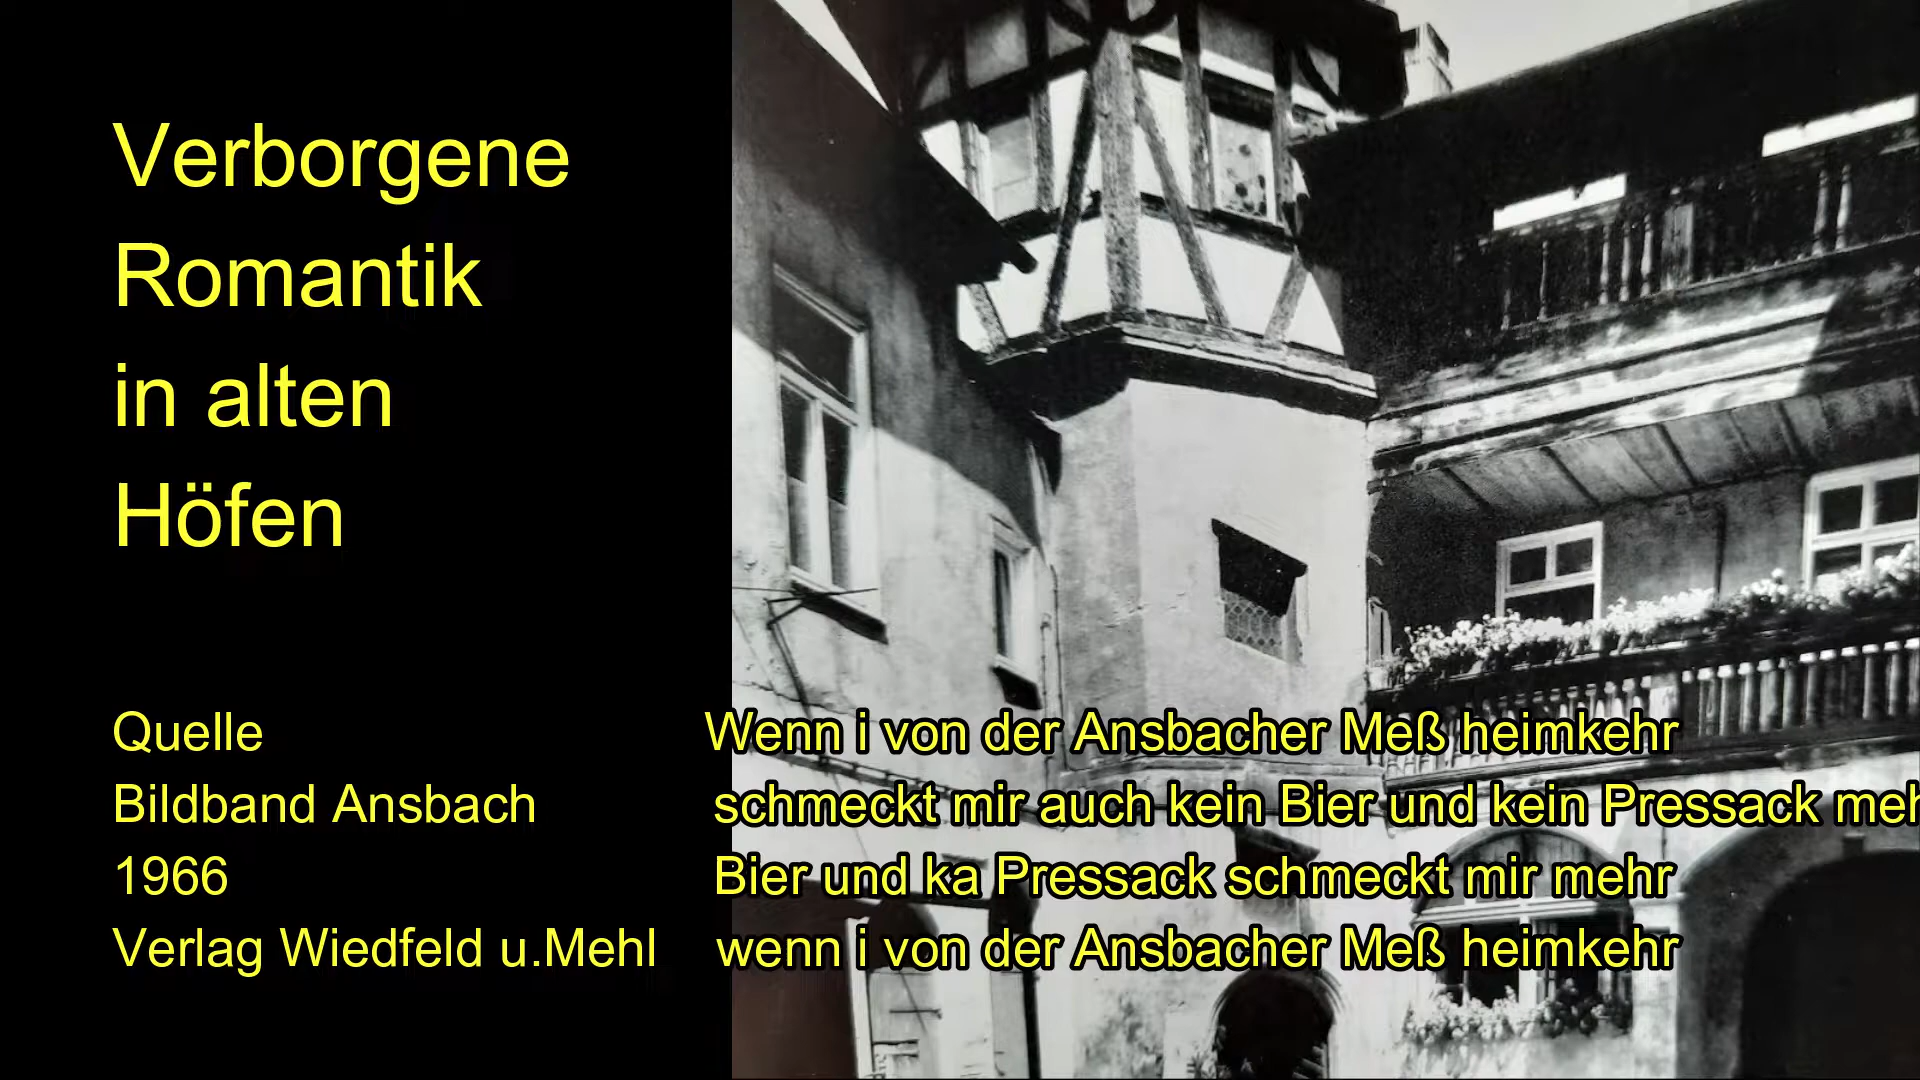 Verborgene
Romantik
in alten
Höfen
Quelle
Bildband Ansbach
1966
Verlag Wiedfeld u.Mehl
Wenn i von der Ansbacher Meß heimkehr
schmeckt mir auch kein Bier und kein Pressack meh
Bier und ka Pressack schmeckt mir mehr
wenn i von der Ansbacher Meß heimkehr